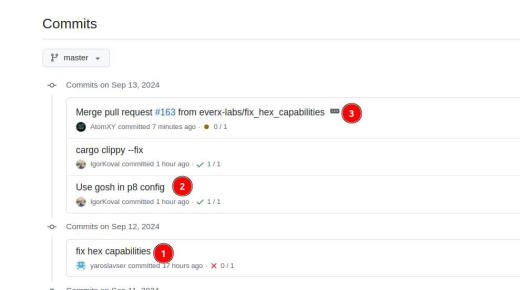 Commits
master
Commits on Sep 13, 2024
Merge pull request #163 from everx-labs/fix_hex_capabilities ... 3
AtomXY committed 7 minutes ago · 0 / 1
cargo clippy --fix
IgorKoval committed 1 hour ago · ✓ 1 / 1
Use gosh in p8 config 2
IgorKoval committed 1 hour ago · ✓ 1 / 1
Commits on Sep 12, 2024
fix hex capabilities 1
yaroslavser committed 17 hours ago · ✕ 0 / 1
Commits on Sep 11, 2024